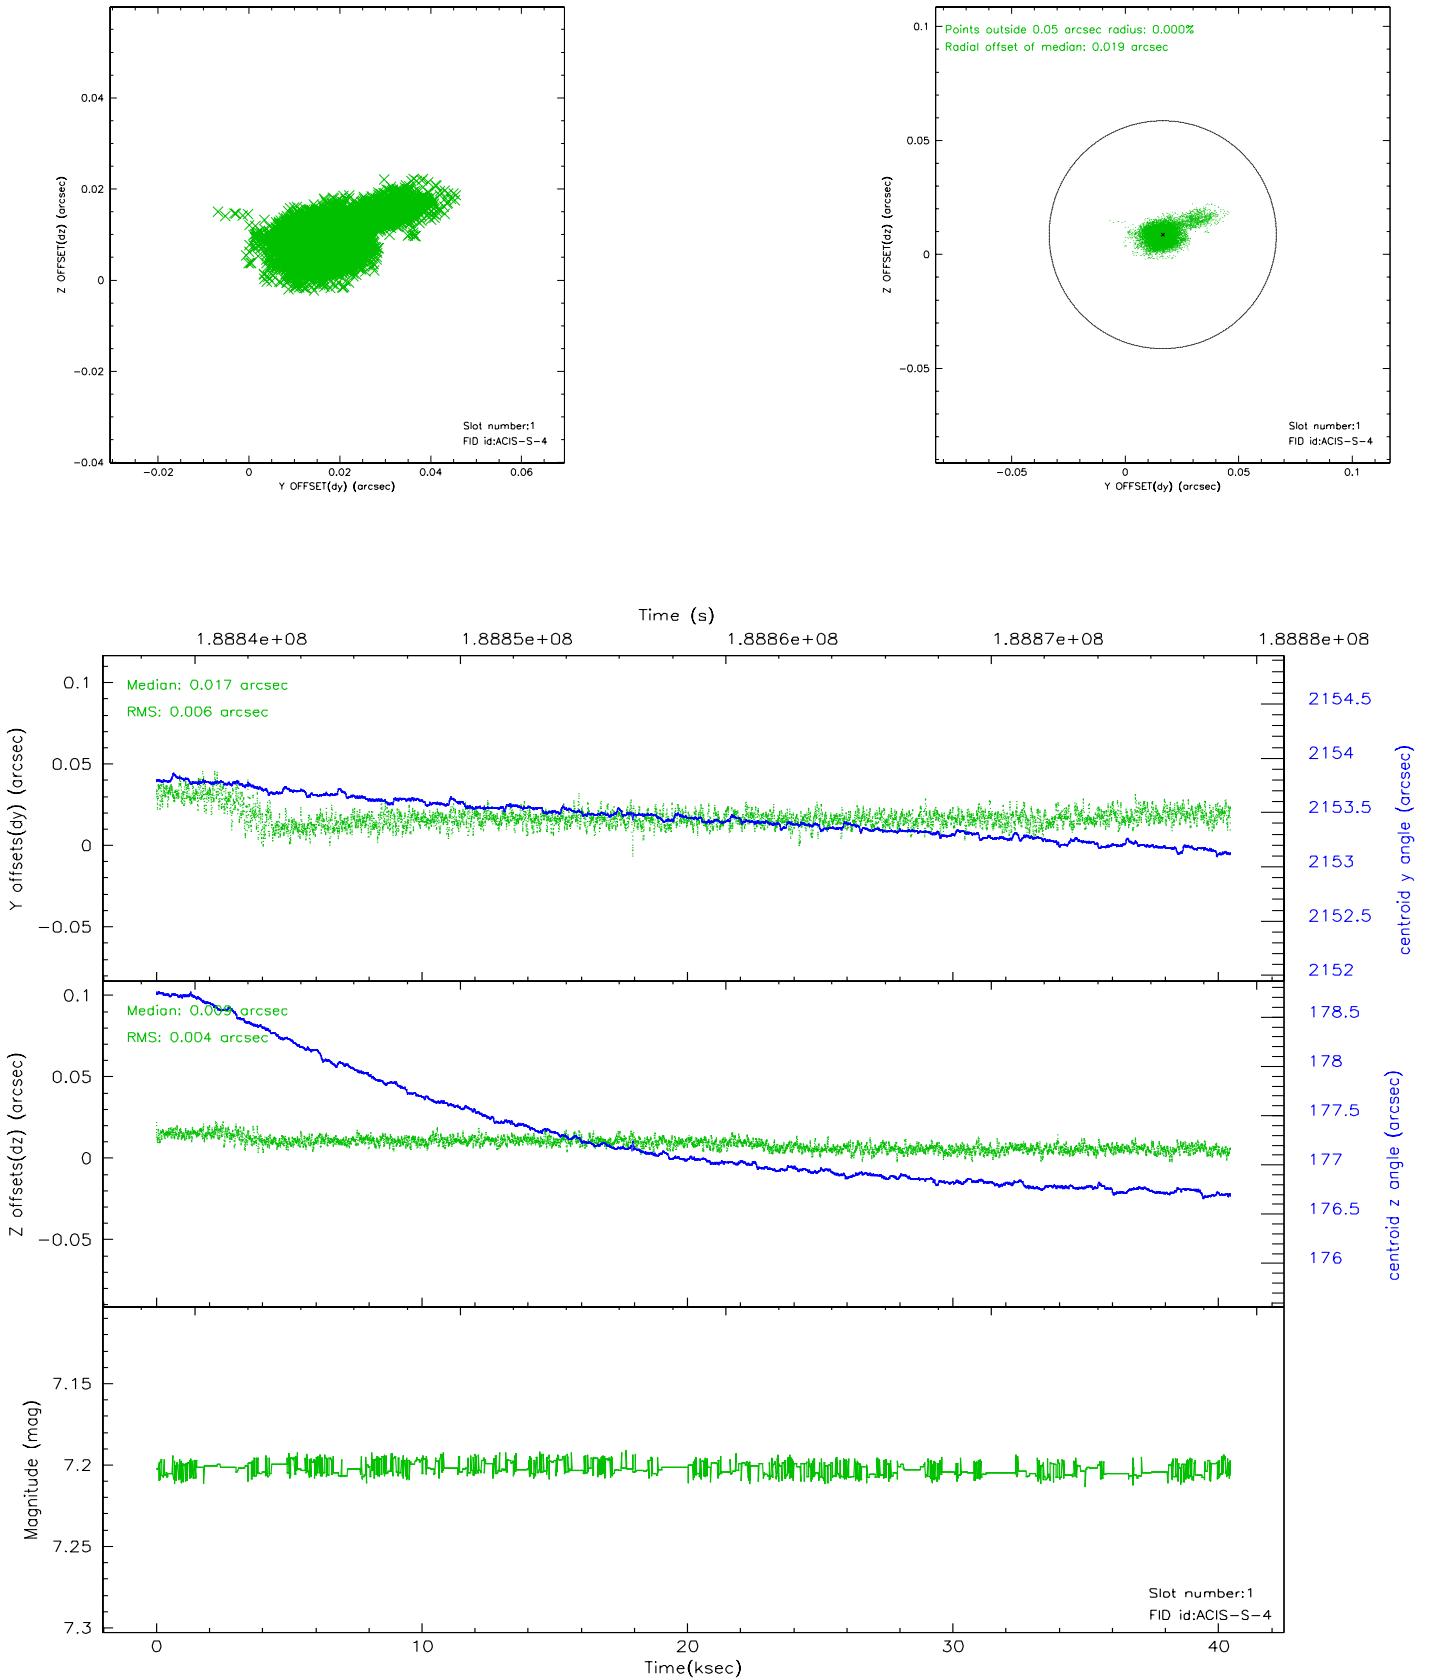 0.04
0.02
0
−0.02
−0.04
Z OFFSET(dz) (arcsec)
−0.02 0 0.02 0.04 0.06
Y OFFSET(dy) (arcsec)
Slot number:1
FID id:ACIS−S−4
Points outside 0.05 arcsec radius: 0.000%
Radial offset of median: 0.019 arcsec
0.1
0.05
0
−0.05
Z OFFSET(dz) (arcsec)
−0.05 0 0.05 0.1
Y OFFSET(dy) (arcsec)
Slot number:1
FID id:ACIS−S−4
Time (s)
1.8884e+08 1.8885e+08 1.8886e+08 1.8887e+08 1.8888e+08
Median: 0.017 arcsec
RMS: 0.006 arcsec
0.1
0.05
0
−0.05
Y offsets(dy) (arcsec)
2154.5
2154
2153.5
2153
2152.5
2152
centroid y angle (arcsec)
Median: 0.009 arcsec
RMS: 0.004 arcsec
0.1
0.05
0
−0.05
Z offsets(dz) (arcsec)
178.5
178
177.5
177
176.5
176
centroid z angle (arcsec)
7.15
7.2
7.25
7.3
Magnitude (mag)
Slot number:1
FID id:ACIS−S−4
0 10 20 30 40
Time(ksec)